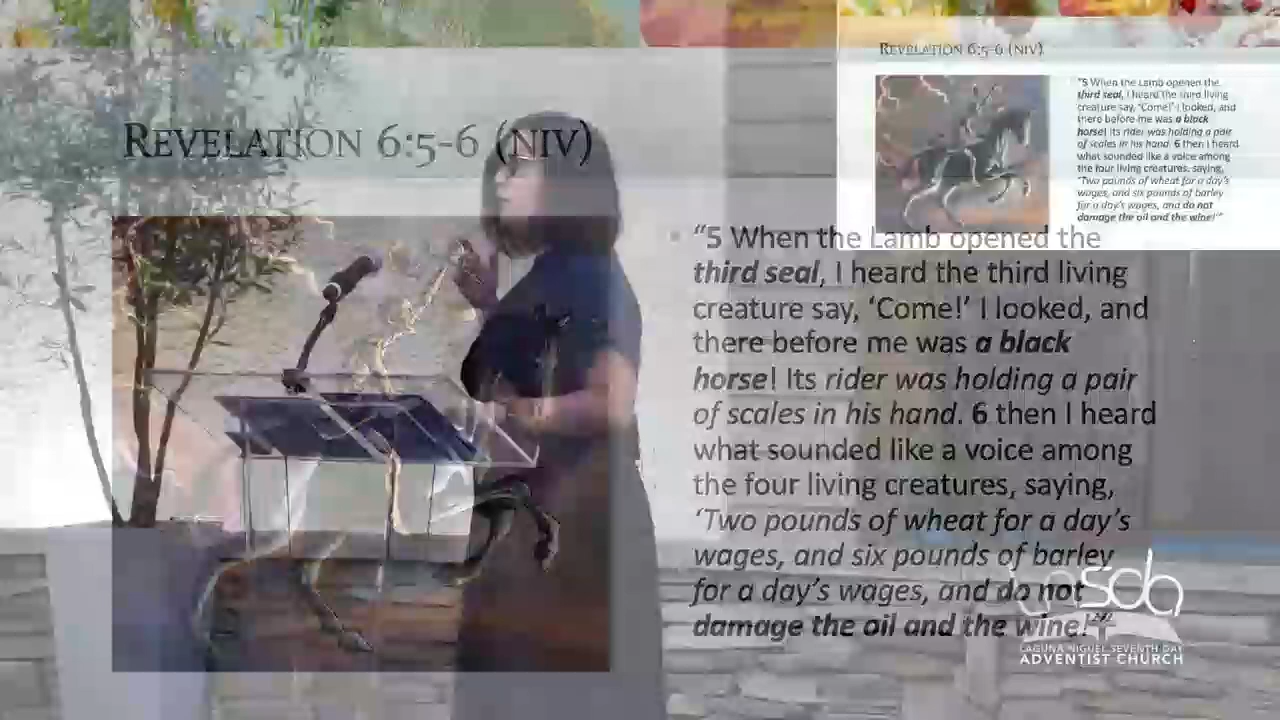 REVELATION 6:5-6 (NIV)
REVELATION 6:5-6 (NIV)
"5 When the Lamb opened the
third seal, I heard the third living
creature say, 'Come!' I looked, and
there before me was a black
horse! Its rider was holding a pair
of scales in his hand. 6 then I heard
what sounded like a voice among
the four living creatures, saying,
'Two pounds of wheat for a day's
wages, and six pounds of barley
for a day's wages, and do not
damage the oil and the wine!'"
• "5 When the Lamb opened the
third seal, I heard the third living
creature say, 'Come!' I looked, and
there before me was a black
horse! Its rider was holding a pair
of scales in his hand. 6 then I heard
what sounded like a voice among
the four living creatures, saying,
'Two pounds of wheat for a day's
wages, and six pounds of barley
for a day's wages, and do not
damage the oil and the wine!'"
LAGUNA NIGUEL SEVENTH-DAY
ADVENTIST CHURCH